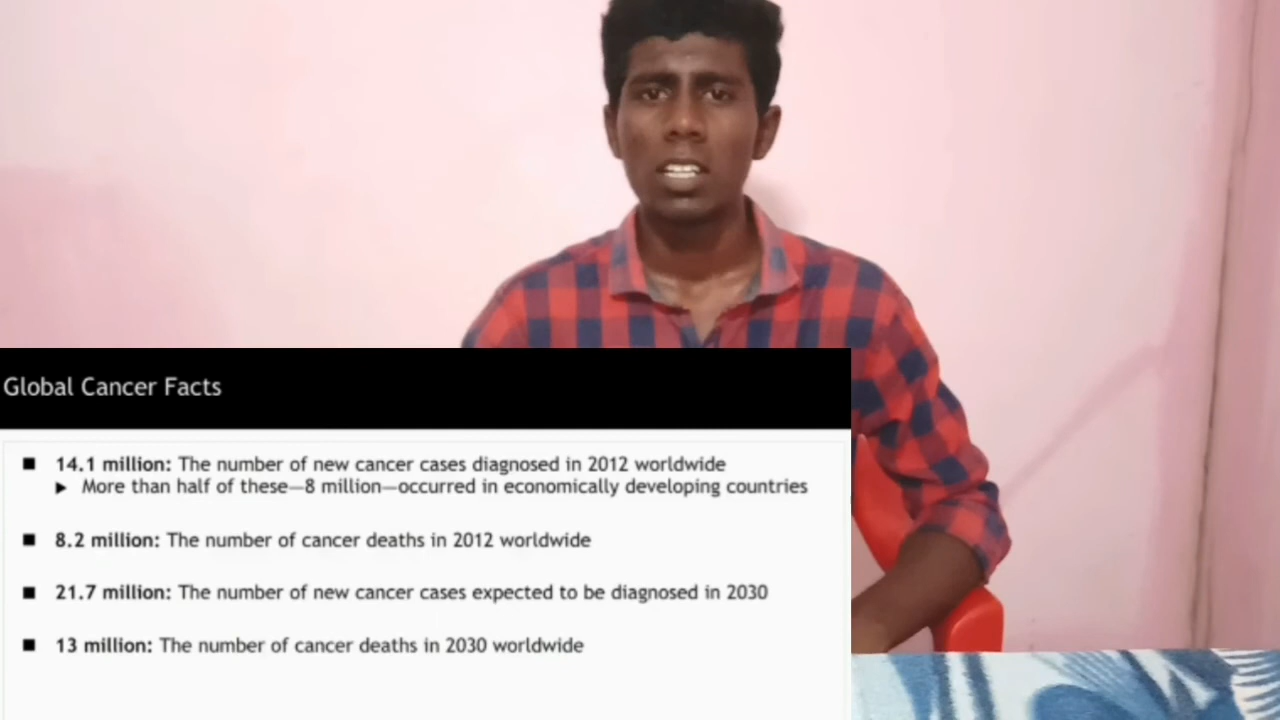 Global Cancer Facts
■ 14.1 million: The number of new cancer cases diagnosed in 2012 worldwide
▶ More than half of these—8 million—occurred in economically developing countries
■ 8.2 million: The number of cancer deaths in 2012 worldwide
■ 21.7 million: The number of new cancer cases expected to be diagnosed in 2030
■ 13 million: The number of cancer deaths in 2030 worldwide